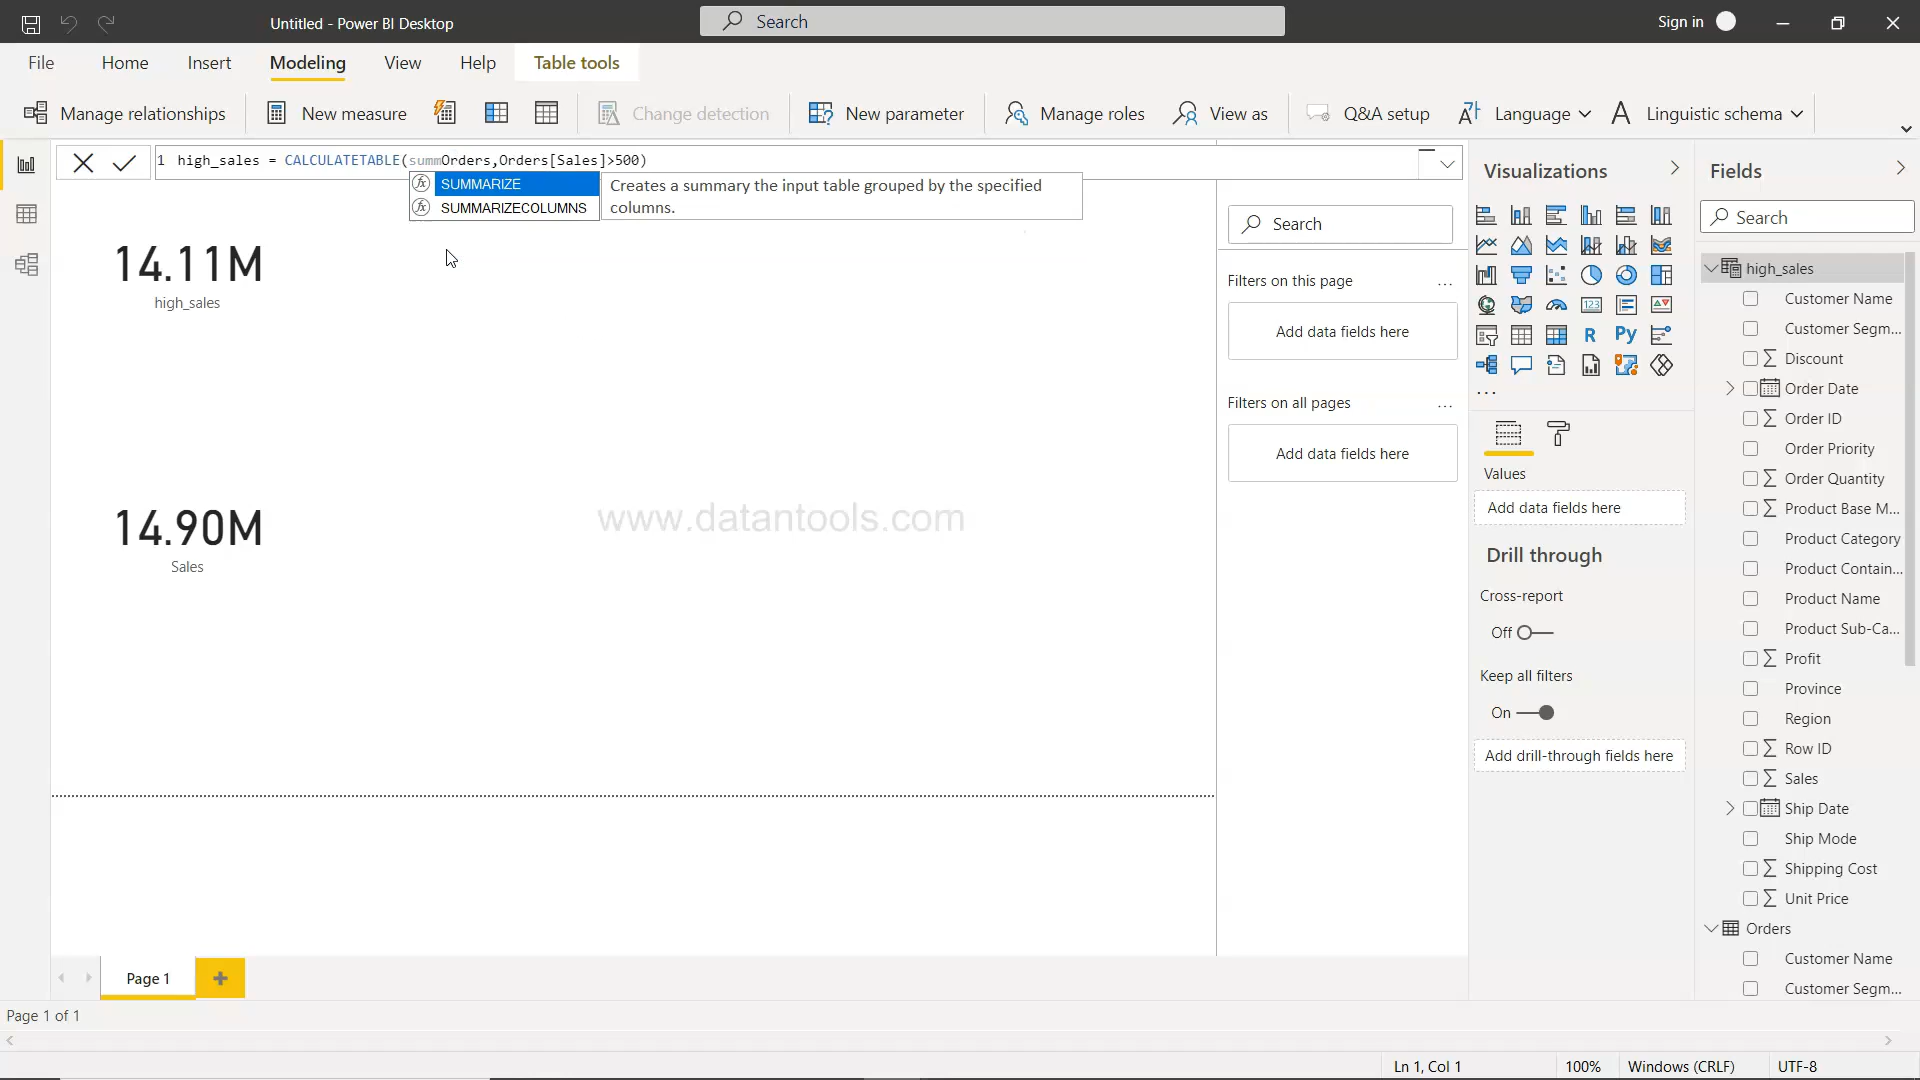 Untitled - Power BI Desktop
Search
Sign in
File
Home
Insert
Modeling
View
Help
Table tools
Manage relationships
New measure
Change detection
New parameter
Manage roles
View as
Q&A setup
Language
Linguistic schema
1 high_sales = CALCULATETABLE(summOrders,Orders[Sales]>500)
SUMMARIZE
SUMMARIZECOLUMNS
Creates a summary the input table grouped by the specified
columns.
14.11M
high_sales
14.90M
Sales
www.datantools.com
Search
Filters on this page
...
Add data fields here
Filters on all pages
...
Add data fields here
Visualizations
123
R
Py
...
Values
Add data fields here
Drill through
Cross-report
Off
Keep all filters
On
Add drill-through fields here
Fields
Search
high_sales
Customer Name
Customer Segm...
Discount
Order Date
Order ID
Order Priority
Order Quantity
Product Base M...
Product Category
Product Contain...
Product Name
Product Sub-Ca...
Profit
Province
Region
Row ID
Sales
Ship Date
Ship Mode
Shipping Cost
Unit Price
Orders
Customer Name
Customer Segm...
Page 1
Page 1 of 1
Ln 1, Col 1
100%
Windows (CRLF)
UTF-8